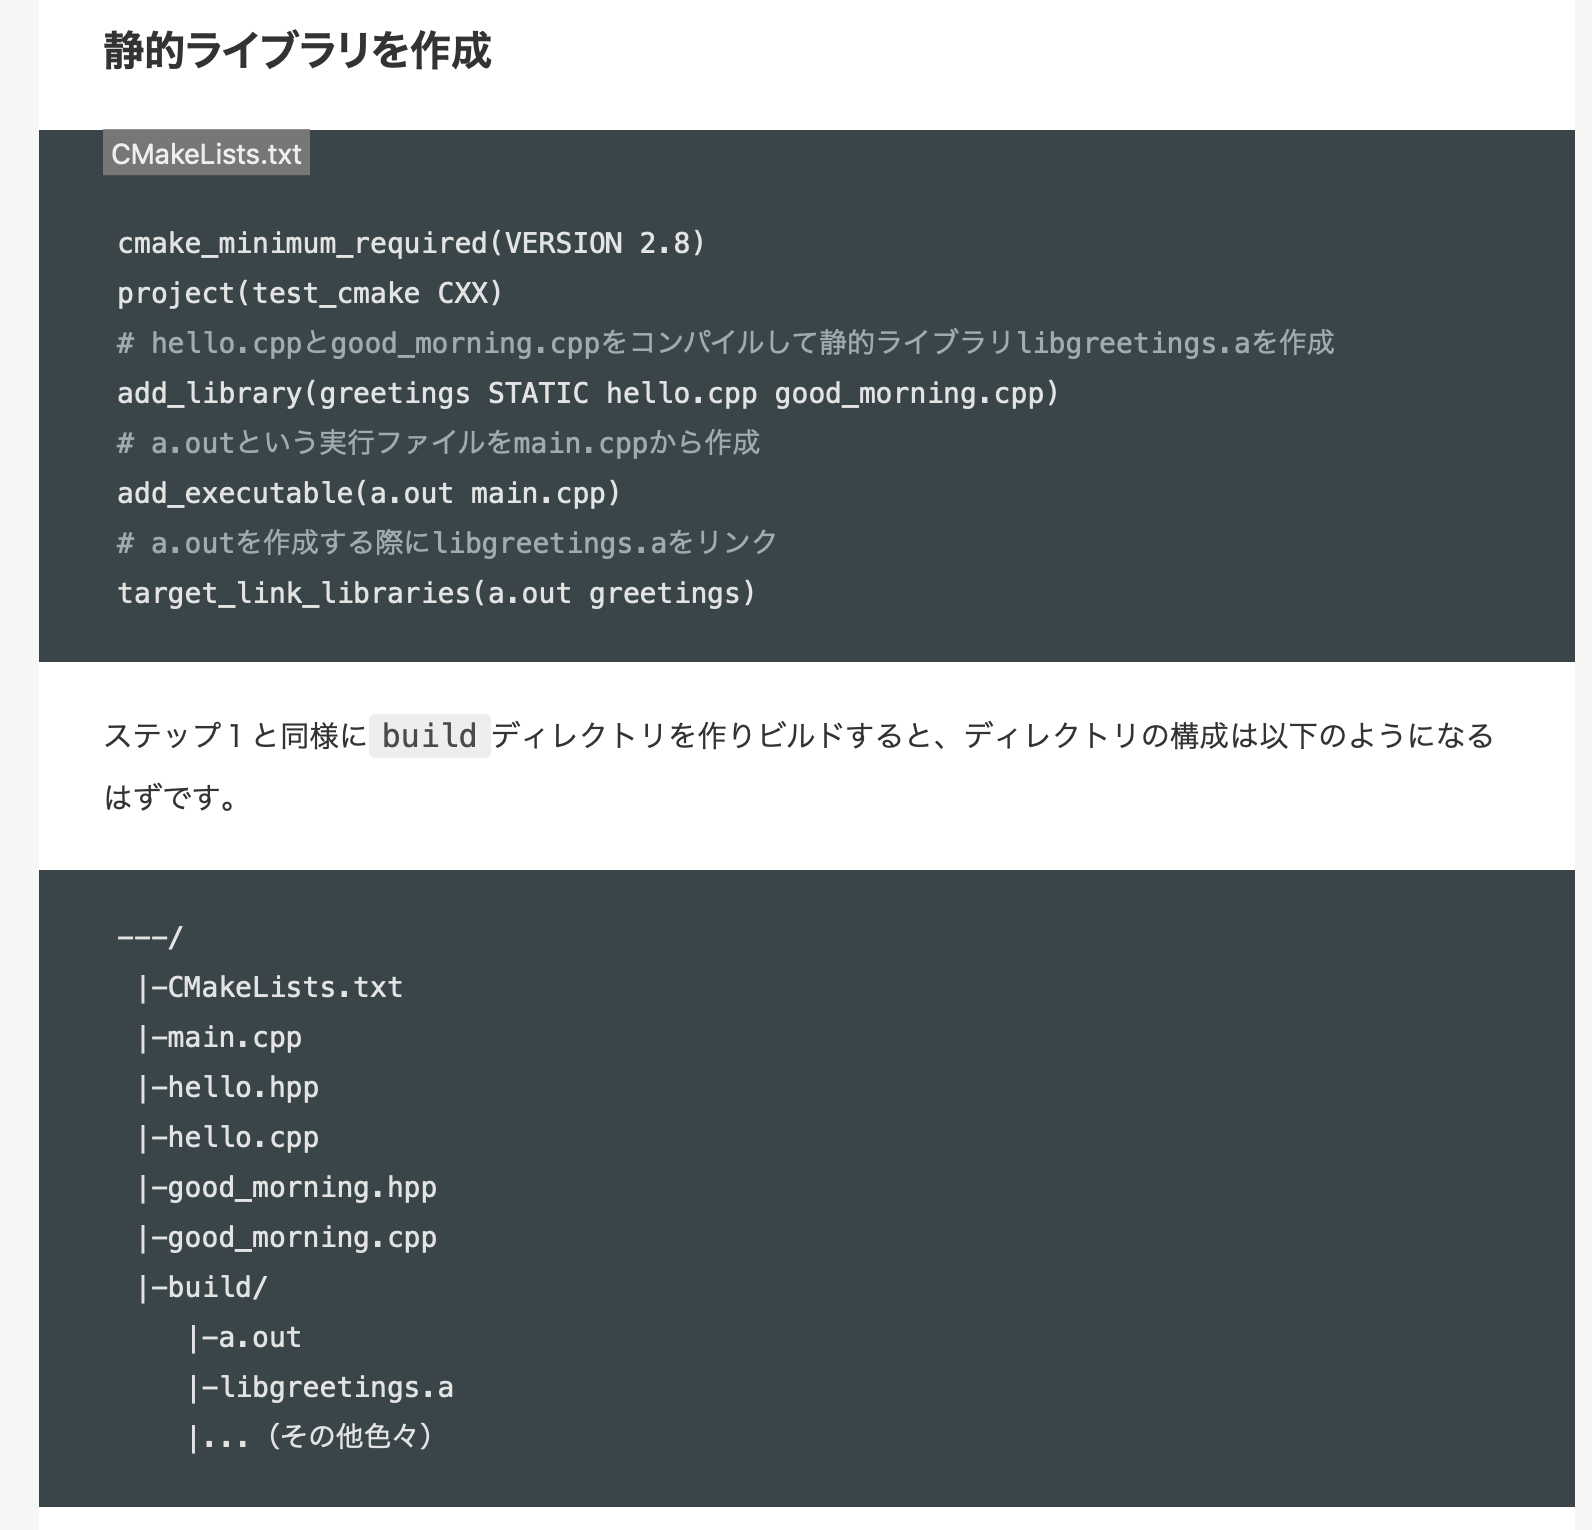 静的ライブラリを作成
CMakeLists.txt
cmake_minimum_required(VERSION 2.8)
project(test_cmake CXX)
# hello.cppとgood_morning.cppをコンパイルして静的ライブラリlibgreetings.aを作成
add_library(greetings STATIC hello.cpp good_morning.cpp)
# a.outという実行ファイルをmain.cppから作成
add_executable(a.out main.cpp)
# a.outを作成する際にlibgreetings.aをリンク
target_link_libraries(a.out greetings)
ステップ１と同様に build ディレクトリを作りビルドすると、ディレクトリの構成は以下のようになる
はずです。
---/
 |-CMakeLists.txt
 |-main.cpp
 |-hello.hpp
 |-hello.cpp
 |-good_morning.hpp
 |-good_morning.cpp
 |-build/
    |-a.out
    |-libgreetings.a
    |...（その他色々）